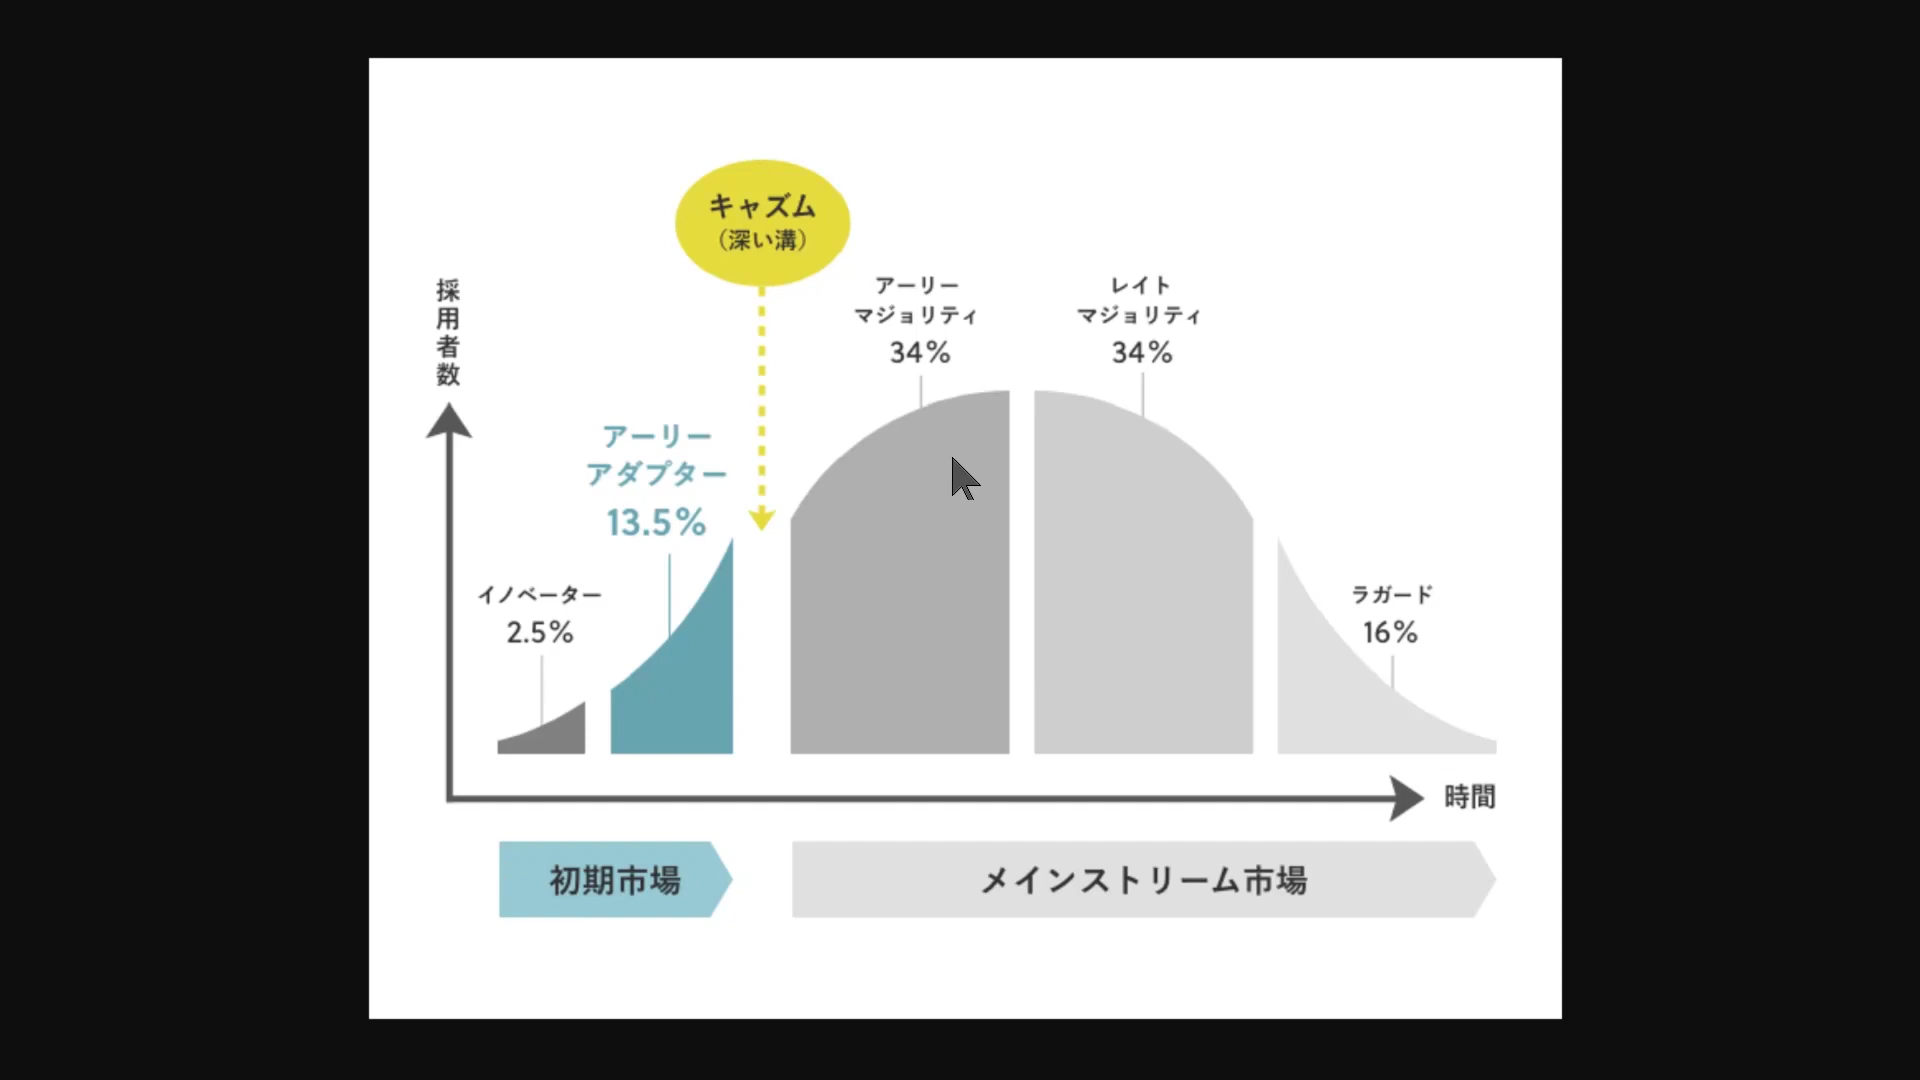 キャズム
（深い溝）
採用者数
アーリー
マジョリティ
34%
レイト
マジョリティ
34%
アーリー
アダプター
13.5%
イノベーター
2.5%
ラガード
16%
時間
初期市場
メインストリーム市場